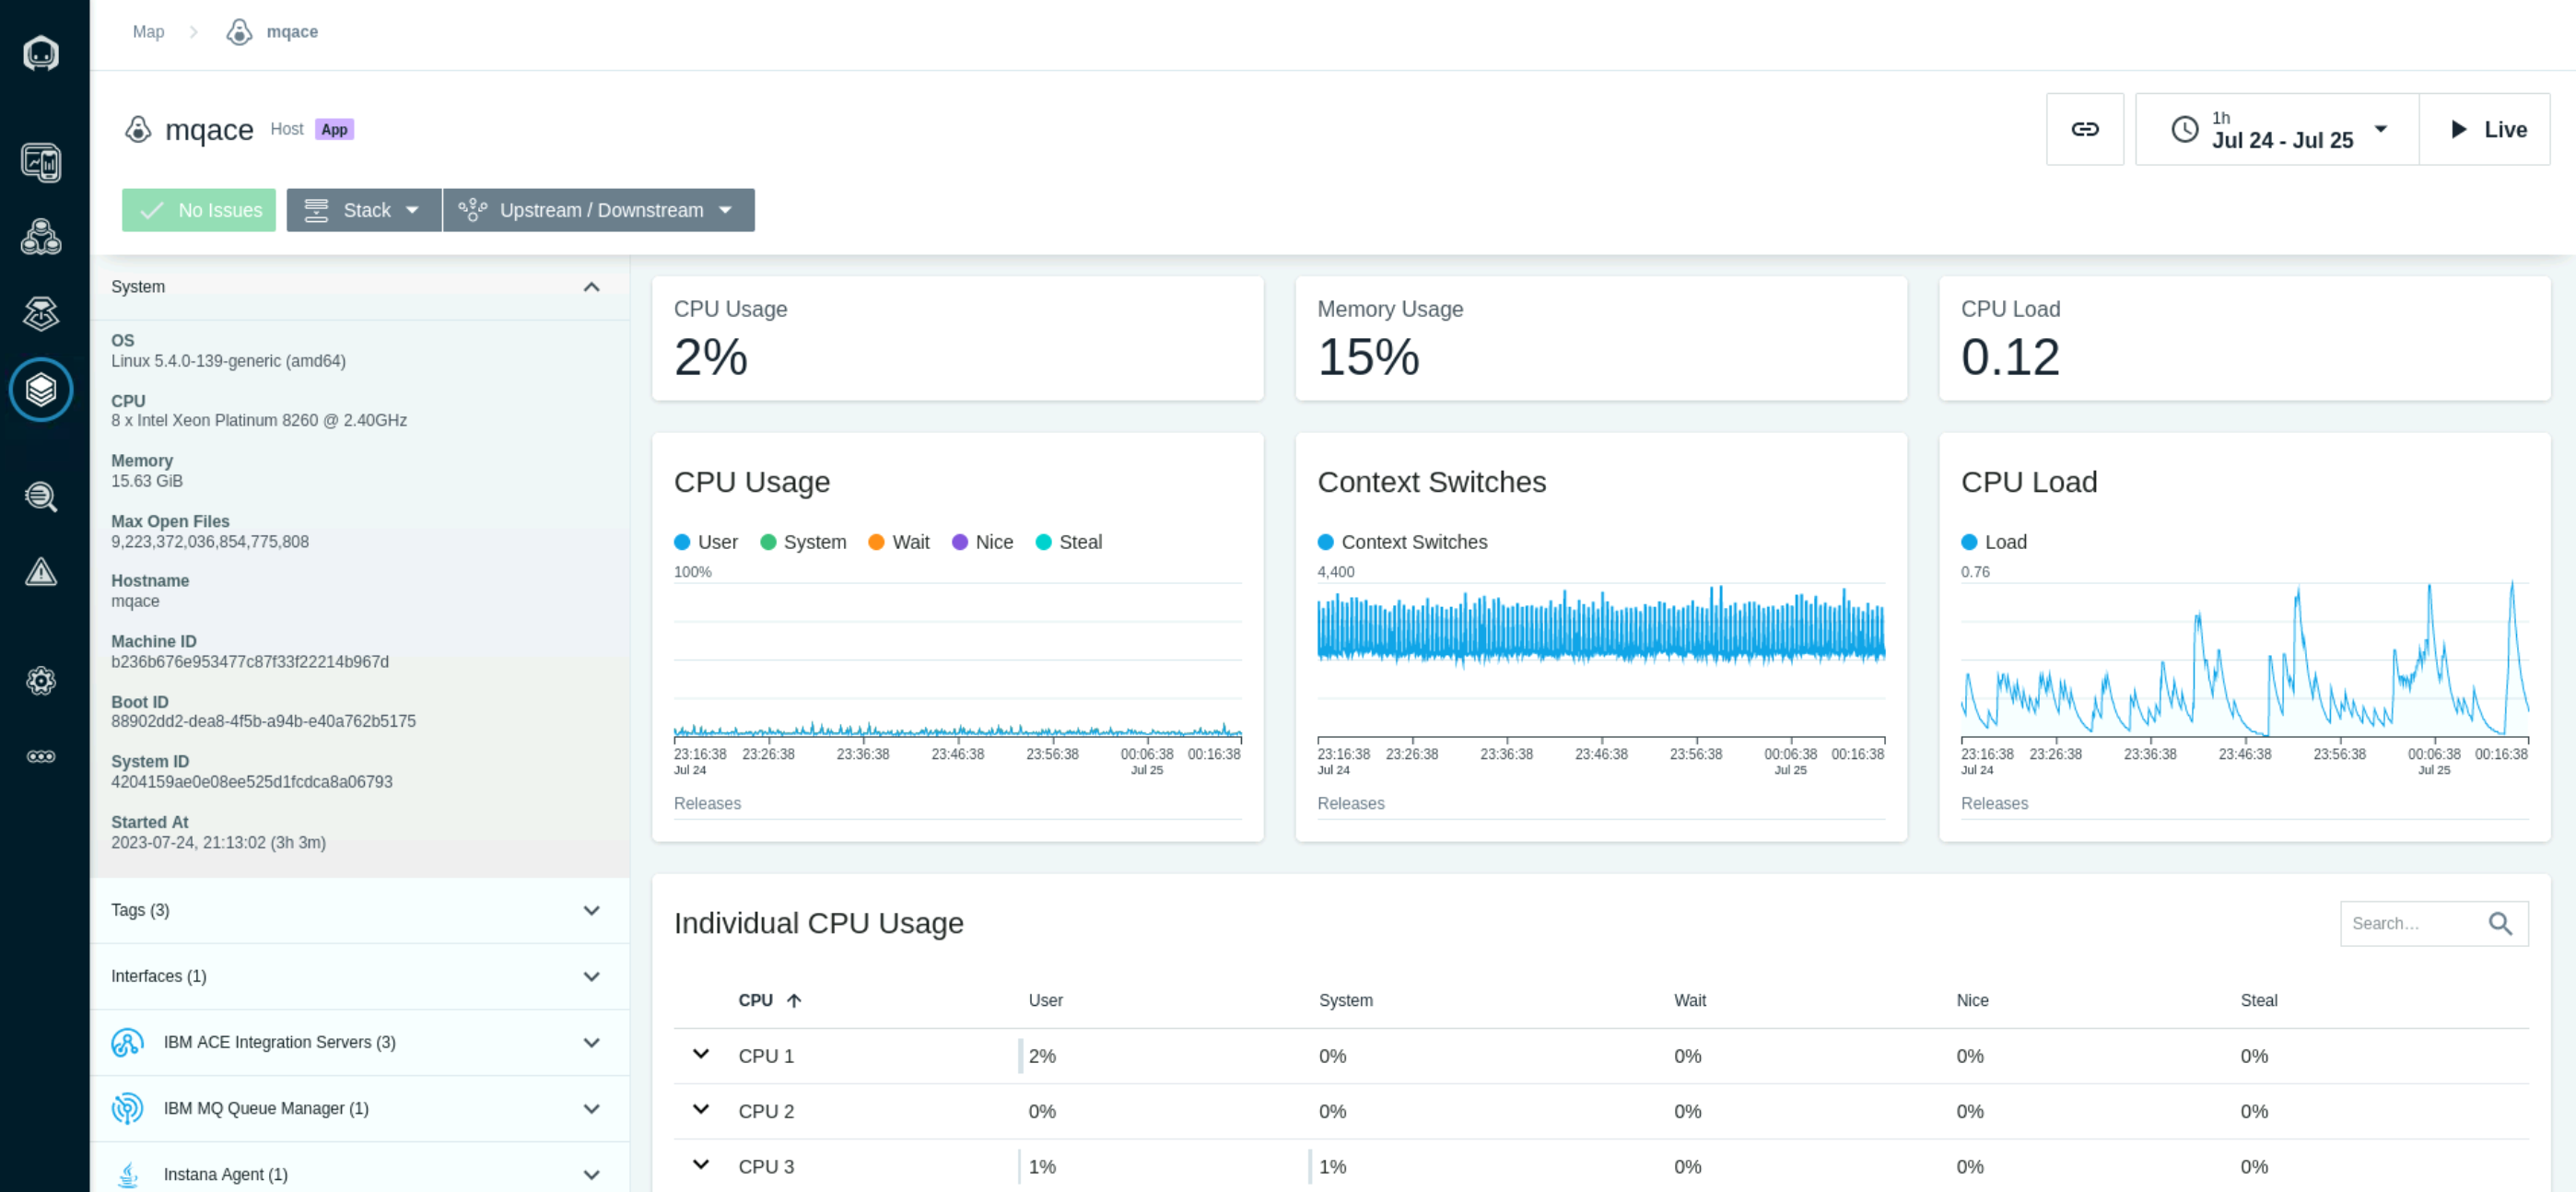 Map
mqace
mqace Host App
1h
Jul 24 - Jul 25
Live
No Issues
Stack
Upstream / Downstream
System
OS
Linux 5.4.0-139-generic (amd64)
CPU
8 x Intel Xeon Platinum 8260 @ 2.40GHz
Memory
15.63 GiB
Max Open Files
9,223,372,036,854,775,808
Hostname
mqace
Machine ID
b236b676e953477c87f33f22214b967d
Boot ID
88902dd2-dea8-4f5b-a94b-e40a762b5175
System ID
4204159ae0e08ee525d1fcdca8a06793
Started At
2023-07-24, 21:13:02 (3h 3m)
Tags (3)
Interfaces (1)
IBM ACE Integration Servers (3)
IBM MQ Queue Manager (1)
Instana Agent (1)
CPU Usage
2%
Memory Usage
15%
CPU Load
0.12
CPU Usage
User System Wait Nice Steal
100%
23:16:38 23:26:38 23:36:38 23:46:38 23:56:38 00:06:38 00:16:38
Jul 24 Jul 25
Releases
Context Switches
Context Switches
4,400
23:16:38 23:26:38 23:36:38 23:46:38 23:56:38 00:06:38 00:16:38
Jul 24 Jul 25
Releases
CPU Load
Load
0.76
23:16:38 23:26:38 23:36:38 23:46:38 23:56:38 00:06:38 00:16:38
Jul 24 Jul 25
Releases
Individual CPU Usage
Search...
CPU User System Wait Nice Steal
CPU 1 2% 0% 0% 0% 0%
CPU 2 0% 0% 0% 0% 0%
CPU 3 1% 1% 0% 0% 0%